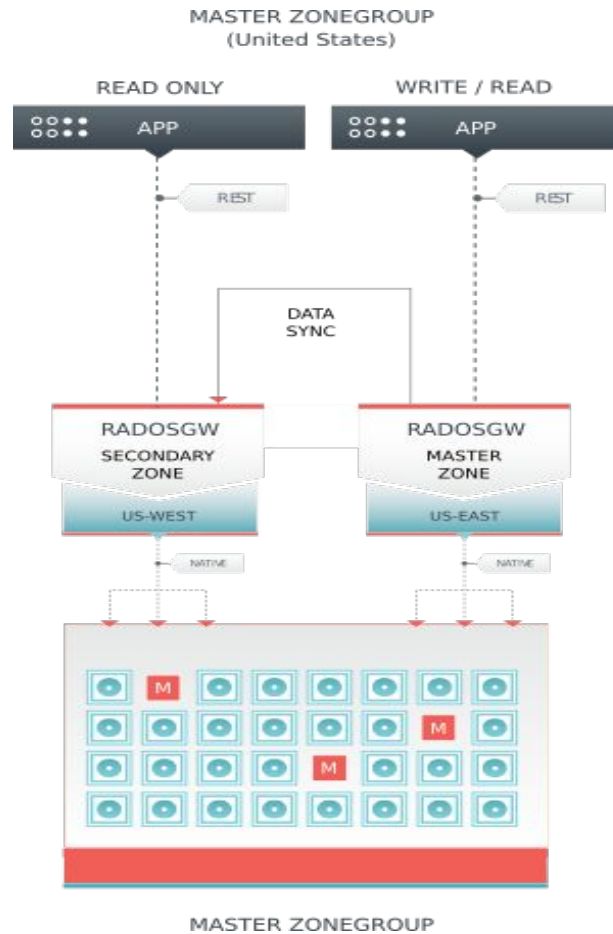 MASTER ZONEGROUP
(United States)
READ ONLY
WRITE / READ
APP
APP
REST
REST
DATA
SYNC
RADOSGW
SECONDARY
ZONE
US-WEST
RADOSGW
MASTER
ZONE
US-EAST
NATIVE
NATIVE
M
M
M
MASTER ZONEGROUP